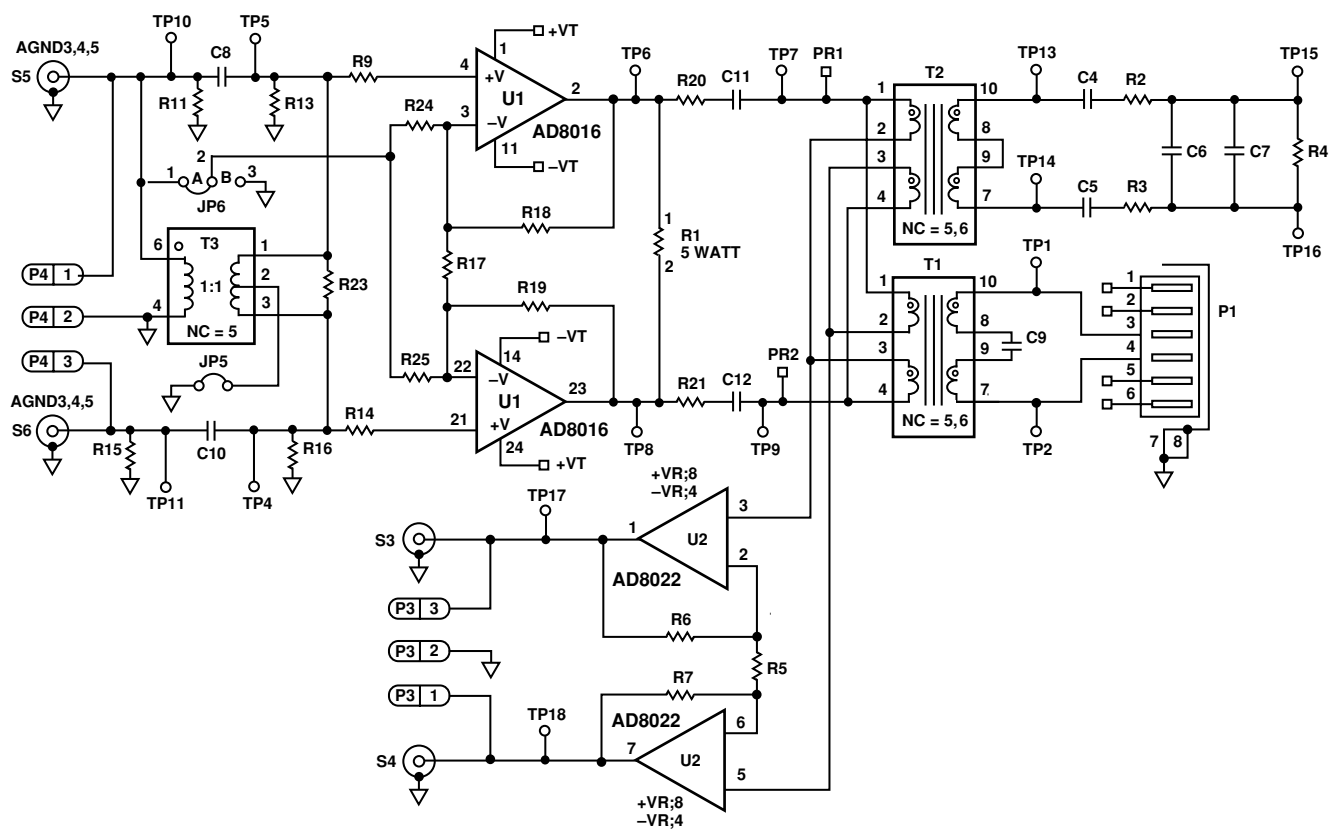 TP10 TP5
AGND3,4,5 C8 R9
S5
R11 R13
4 +V 1 +VT
U1 2
3 –V AD8016
R24
11 –VT
TP6 R20 C11 TP7 PR1
2
1 A B 3
JP6
R18
1
R1
5 WATT
2
R17
R19
T2
1 10
2 8
3 9
4 7
NC = 5,6
TP13 C4 R2 TP15
TP14 C6 C7 R4
C5 R3
TP16
6 T3 1
1:1 2
4 3
NC = 5
R23
P4 1
P4 2
P4 3
JP5
R25
14 –VT
22 –V
U1 23
21 +V AD8016
24 +VT
PR2
R21 C12
TP8 TP9
T1
1 10
2 8
3 9
4 7
NC = 5,6
TP1
C9
TP2
1
2
3
4
5
6
P1
7 8
AGND3,4,5
S6
R15 C10 R16 R14
TP11 TP4
+VR;8
–VR;4
TP17 1 U2 3
S3 2
AD8022
P3 3
R6
P3 2
R5
R7
P3 1
AD8022
TP18 6
S4 7 U2
5
+VR;8
–VR;4